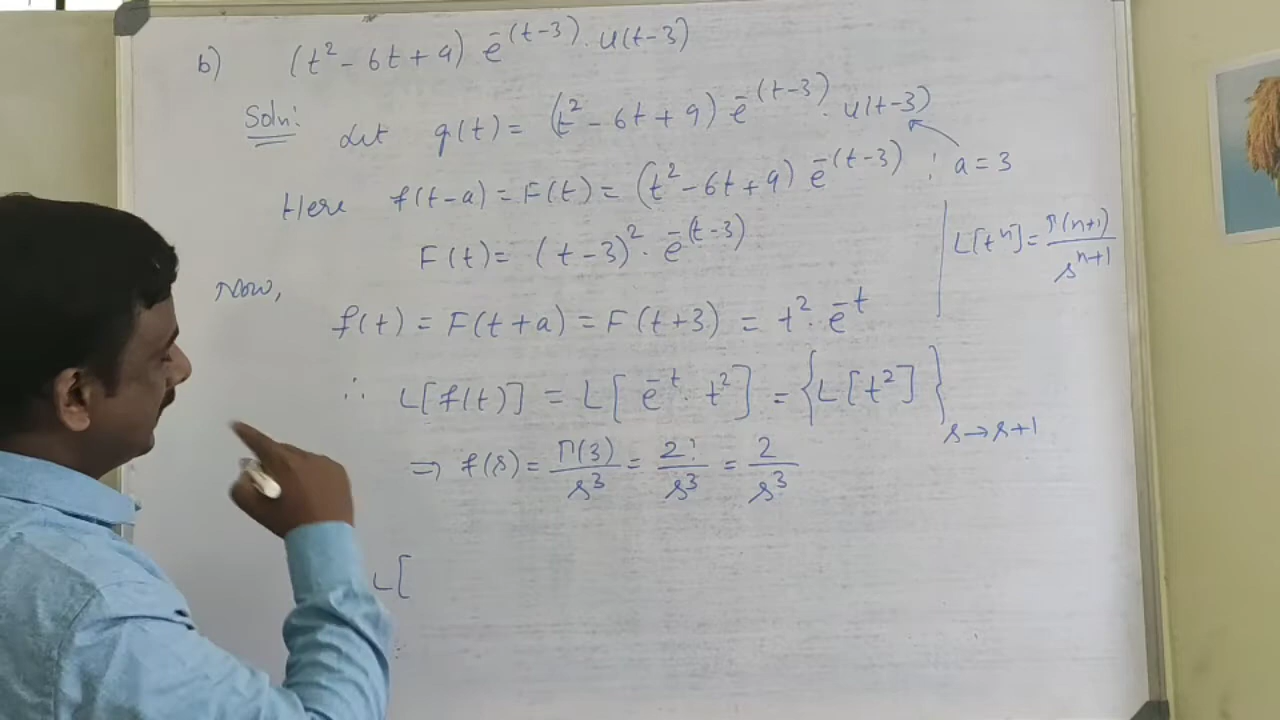 b) (t² - 6t + 9) e^-(t-3) · u(t-3)
Soln: Let g(t) = (t² - 6t + 9) e^-(t-3) · u(t-3)
Here f(t-a) = F(t) = (t² - 6t + 9) e^-(t-3) ; a = 3
F(t) = (t-3)² · e^-(t-3)
L[tⁿ] = Γ(n+1) / s^(n+1)
Now,
f(t) = F(t+a) = F(t+3) = t² · e^-t
∴ L[f(t)] = L[e^-t · t²] = {L[t²]} s→s+1
⇒ f(s) = Γ(3)/s³ = 2!/s³ = 2/s³
L[